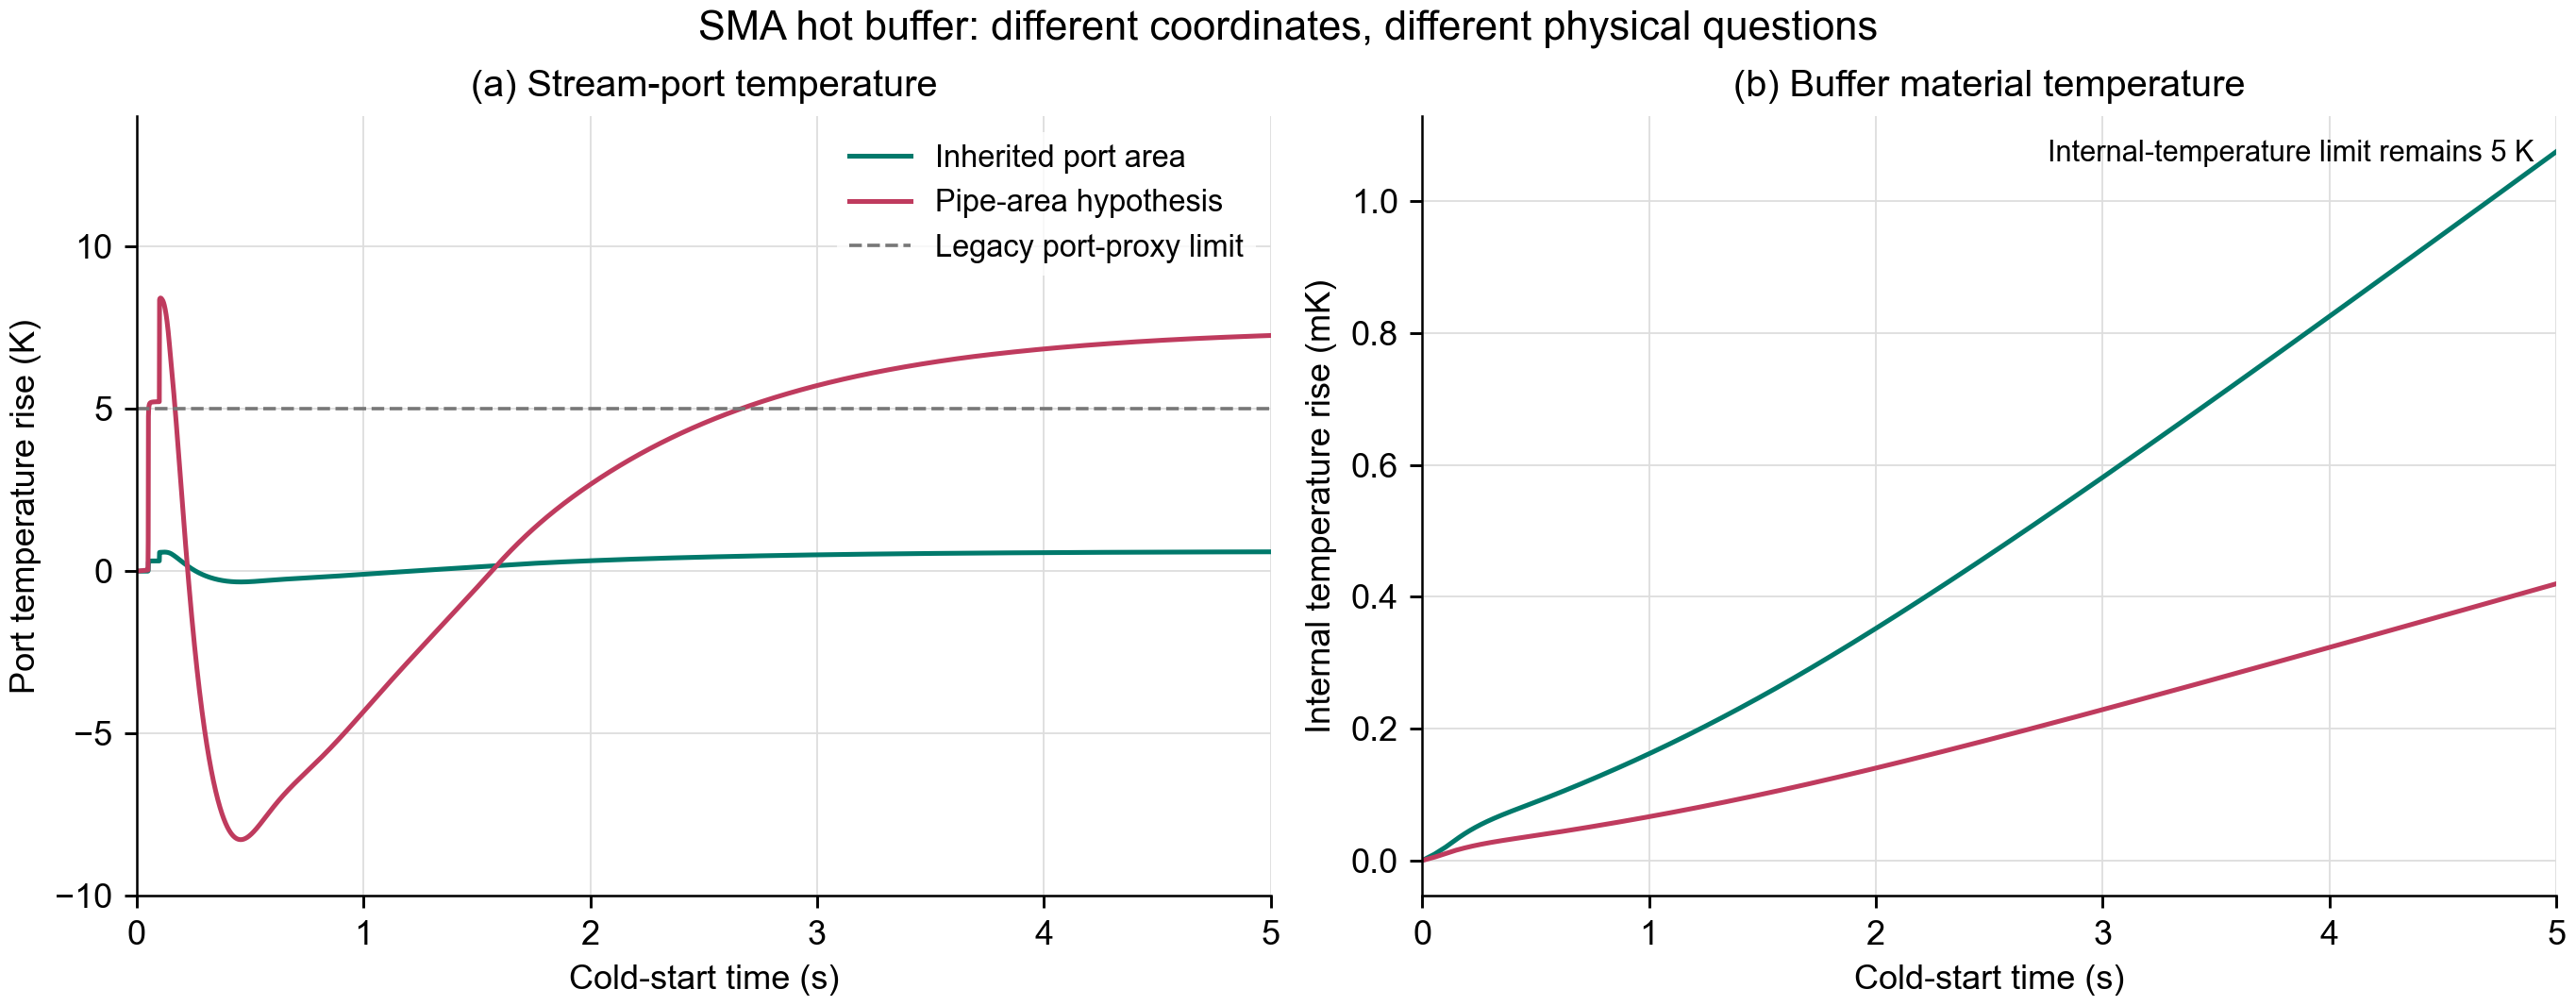 SMA hot buffer: different coordinates, different physical questions
(a) Stream-port temperature
Port temperature rise (K)
10
5
0
−5
−10
Inherited port area
Pipe-area hypothesis
Legacy port-proxy limit
0 1 2 3 4 5
Cold-start time (s)
(b) Buffer material temperature
Internal temperature rise (mK)
Internal-temperature limit remains 5 K
1.0
0.8
0.6
0.4
0.2
0.0
0 1 2 3 4 5
Cold-start time (s)